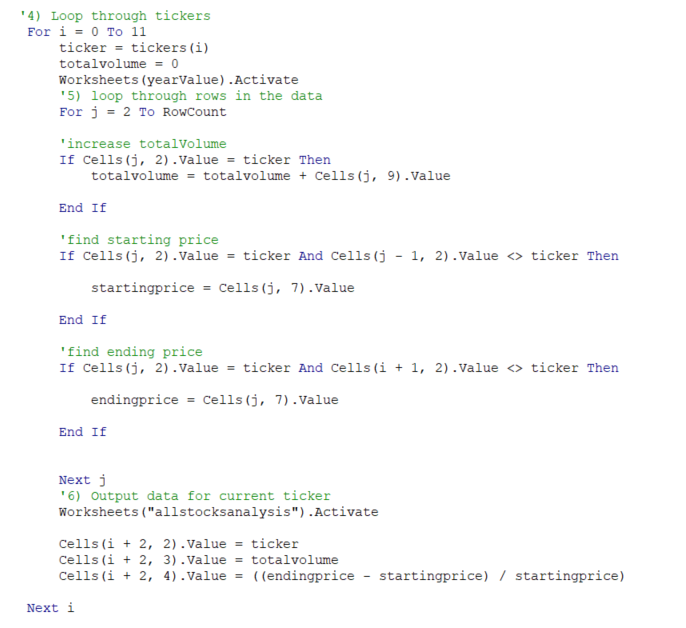 '4) Loop through tickers
For i = 0 To 11
ticker = tickers(i)
totalvolume = 0
Worksheets(yearValue).Activate
'5) loop through rows in the data
For j = 2 To RowCount
'increase totalVolume
If Cells(j, 2).Value = ticker Then
totalvolume = totalvolume + Cells(j, 9).Value
End If
'find starting price
If Cells(j, 2).Value = ticker And Cells(j - 1, 2).Value <> ticker Then
startingprice = Cells(j, 7).Value
End If
'find ending price
If Cells(j, 2).Value = ticker And Cells(i + 1, 2).Value <> ticker Then
endingprice = Cells(j, 7).Value
End If
Next j
'6) Output data for current ticker
Worksheets("allstocksanalysis").Activate
Cells(i + 2, 2).Value = ticker
Cells(i + 2, 3).Value = totalvolume
Cells(i + 2, 4).Value = ((endingprice - startingprice) / startingprice)
Next i